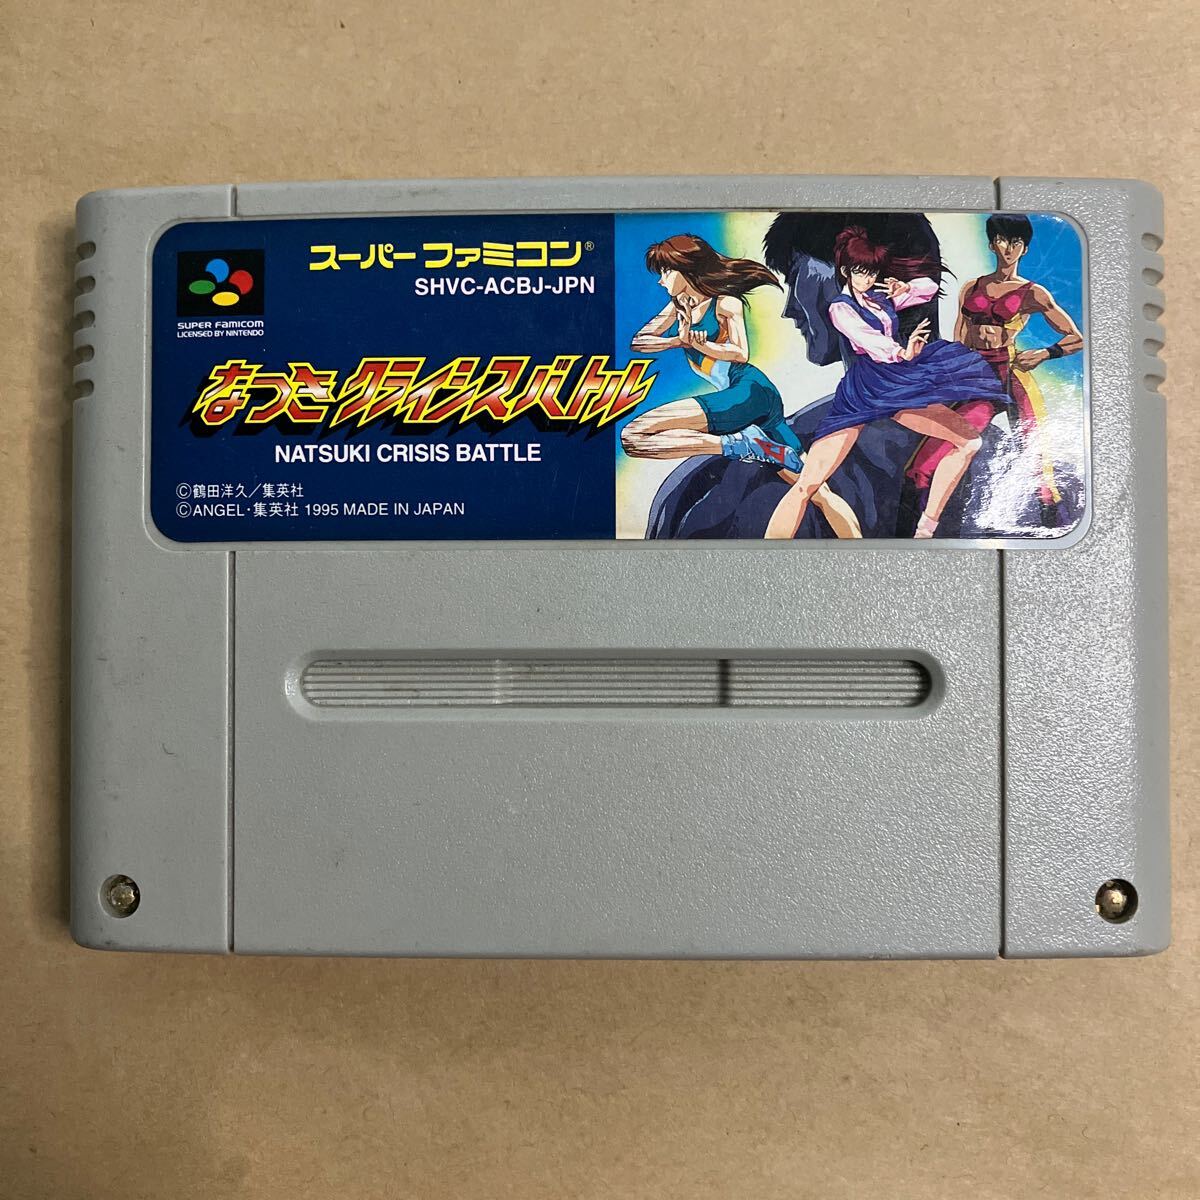 スーパーファミコン®
SHVC-ACBJ-JPN
SUPER FAMICOM
LICENSED BY NINTENDO
なつきクライシスバトル
NATSUKI CRISIS BATTLE
©鶴田洋久/集英社
©ANGEL・集英社 1995 MADE IN JAPAN